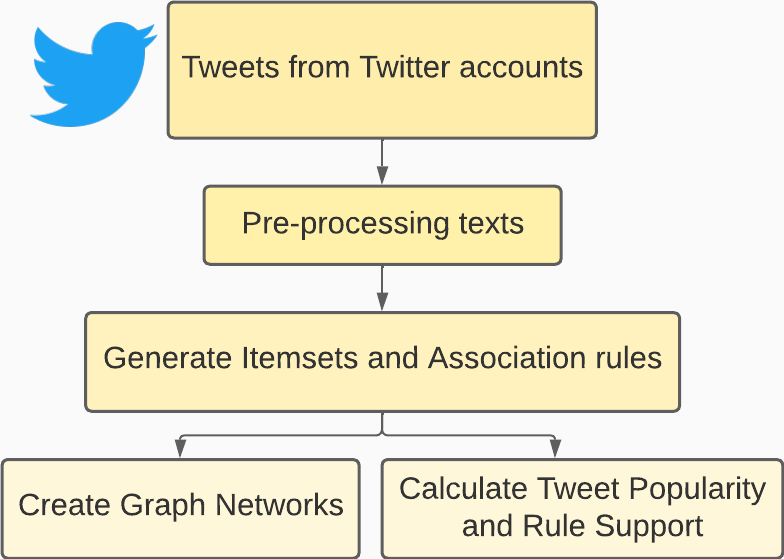 Tweets from Twitter accounts
Pre-processing texts
Generate Itemsets and Association rules
Create Graph Networks
Calculate Tweet Popularity
and Rule Support